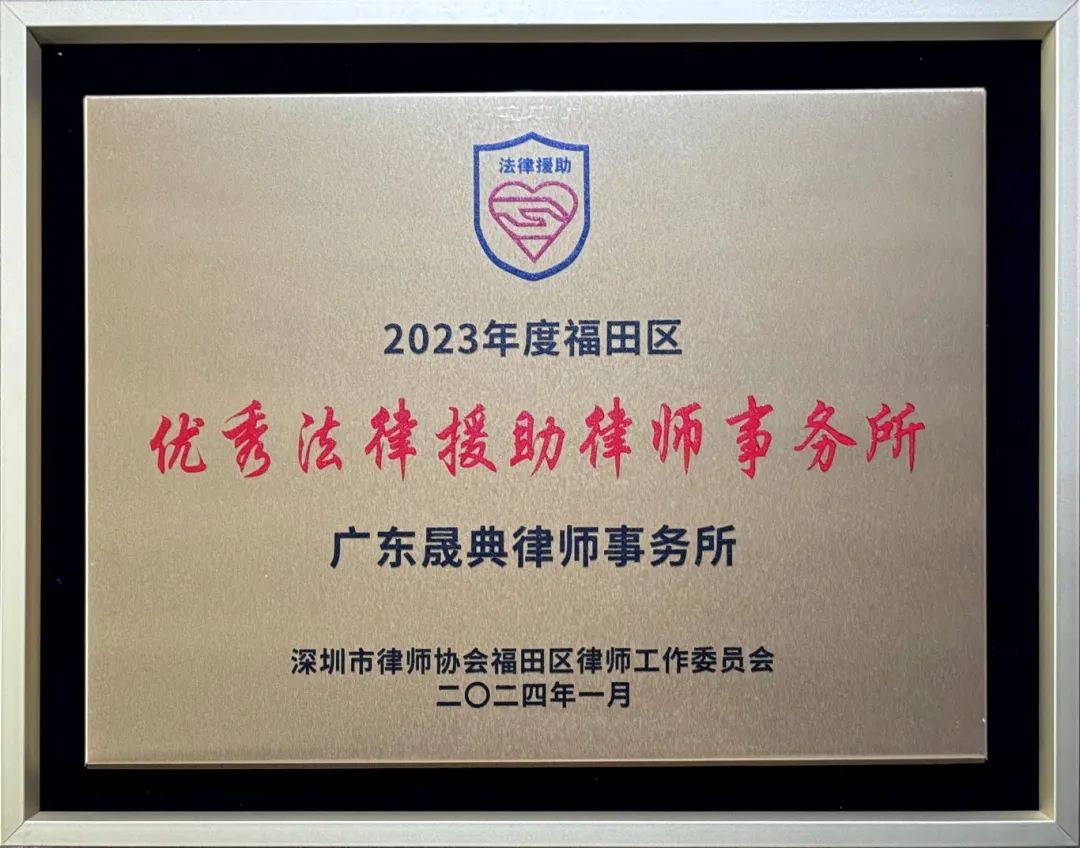 法律援助
2023年度福田区
优秀法律援助律师事务所
广东晟典律师事务所
深圳市律师协会福田区律师工作委员会
二〇二四年一月